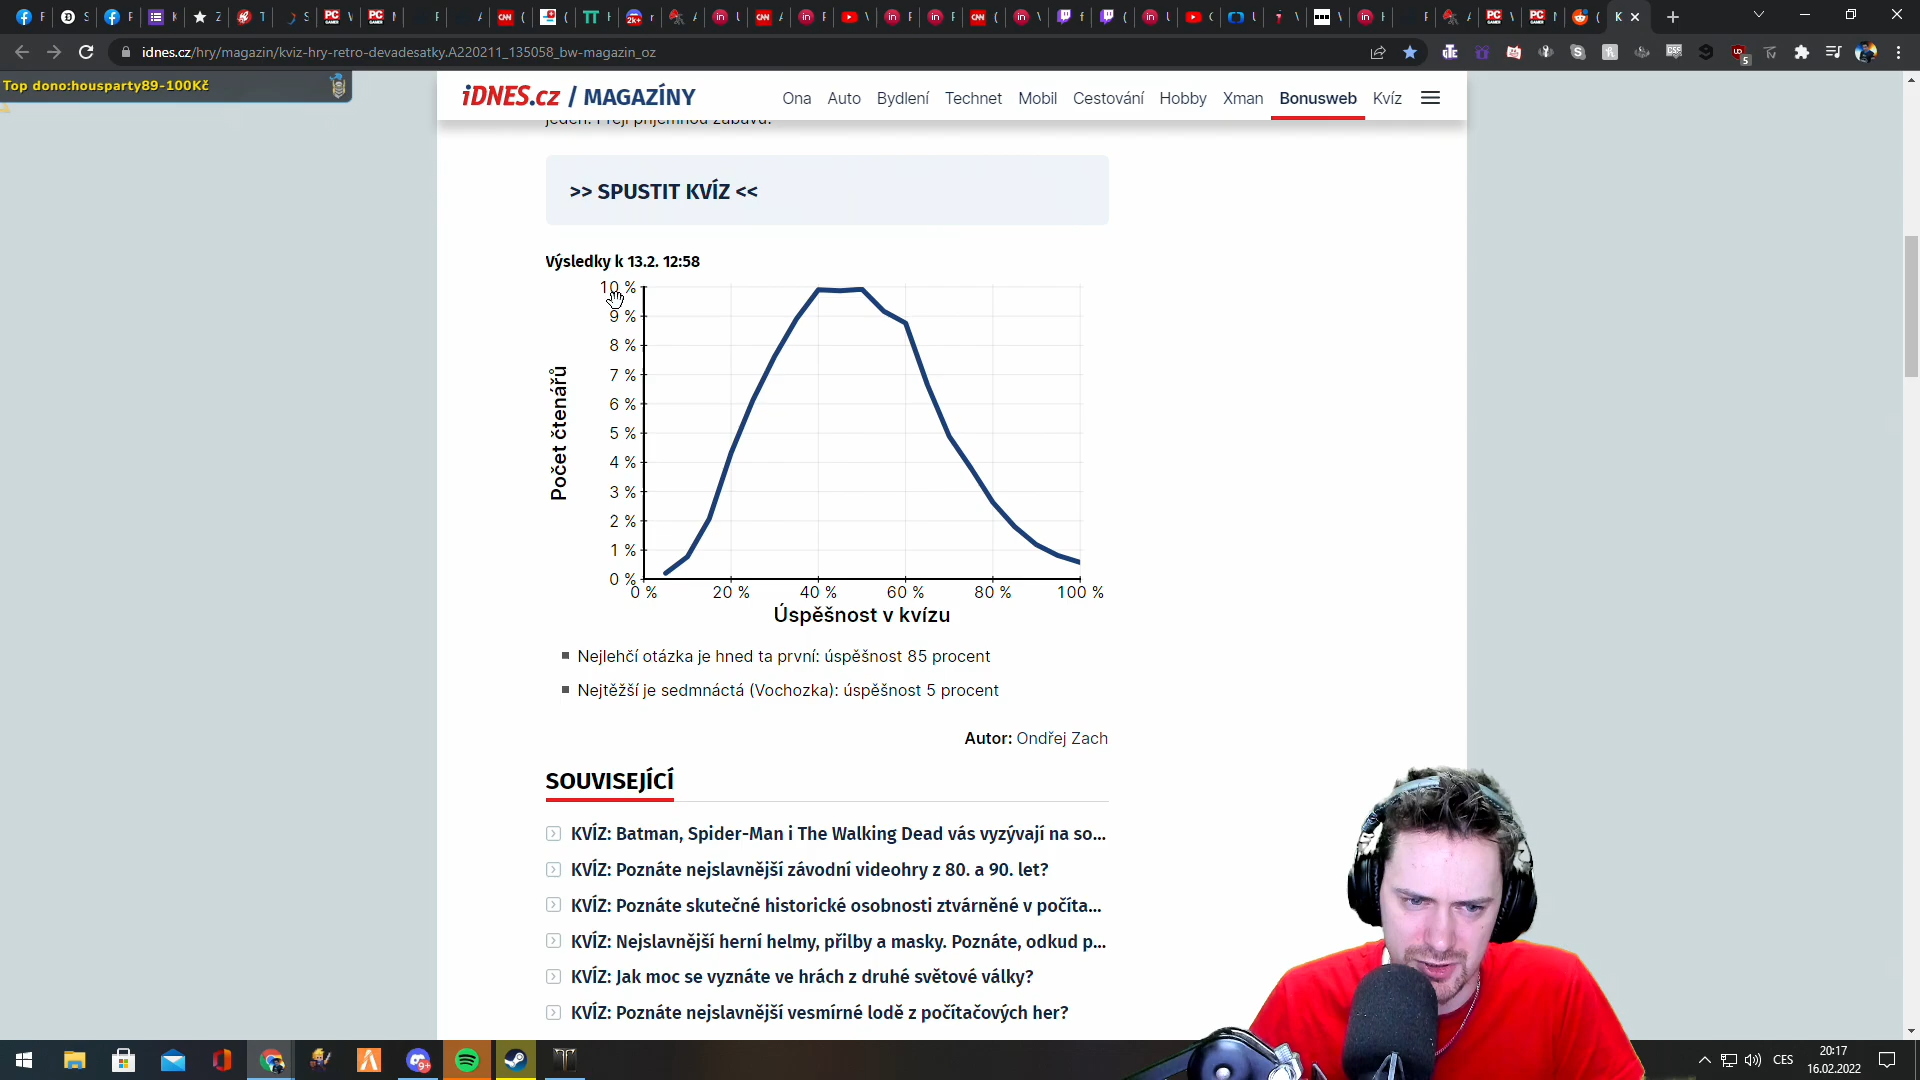 idnes.cz/hry/magazin/kviz-hry-retro-devadesatky.A220211_135058_bw-magazin_oz
Top dono:housparty89-100Kč
iDNES.cz / MAGAZÍNY
Ona Auto Bydlení Technet Mobil Cestování Hobby Xman Bonusweb Kvíz
>> SPUSTIT KVÍZ <<
Výsledky k 13.2. 12:58
10 %
9 %
8 %
7 %
6 %
5 %
4 %
3 %
2 %
1 %
0 %
Počet čtenářů
0 % 20 % 40 % 60 % 80 % 100 %
Úspěšnost v kvízu
Nejlehčí otázka je hned ta první: úspěšnost 85 procent
Nejtěžší je sedmnáctá (Vochozka): úspěšnost 5 procent
Autor: Ondřej Zach
SOUVISEJÍCÍ
KVÍZ: Batman, Spider-Man i The Walking Dead vás vyzývají na so...
KVÍZ: Poznáte nejslavnější závodní videohry z 80. a 90. let?
KVÍZ: Poznáte skutečné historické osobnosti ztvárněné v počíta...
KVÍZ: Nejslavnější herní helmy, přilby a masky. Poznáte, odkud p...
KVÍZ: Jak moc se vyznáte ve hrách z druhé světové války?
KVÍZ: Poznáte nejslavnější vesmírné lodě z počítačových her?
CES
20:17
16.02.2022